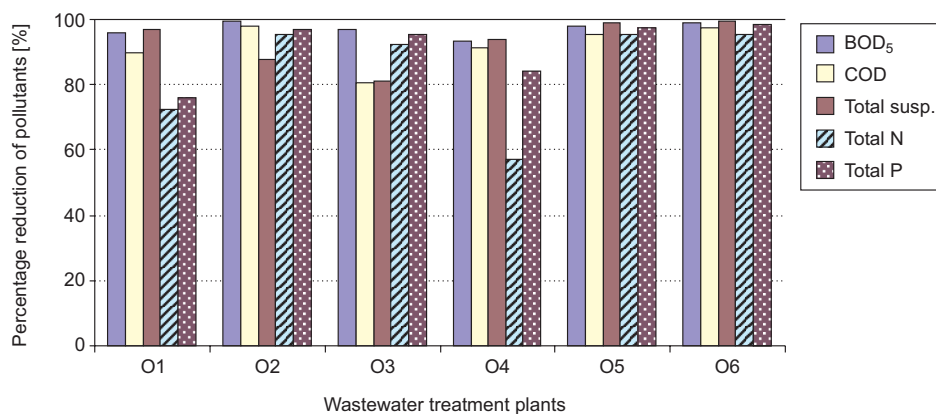 Percentage reduction of pollutants [%]
100
80
60
40
20
0
O1 O2 O3 O4 O5 O6
Wastewater treatment plants
BOD₅
COD
Total susp.
Total N
Total P